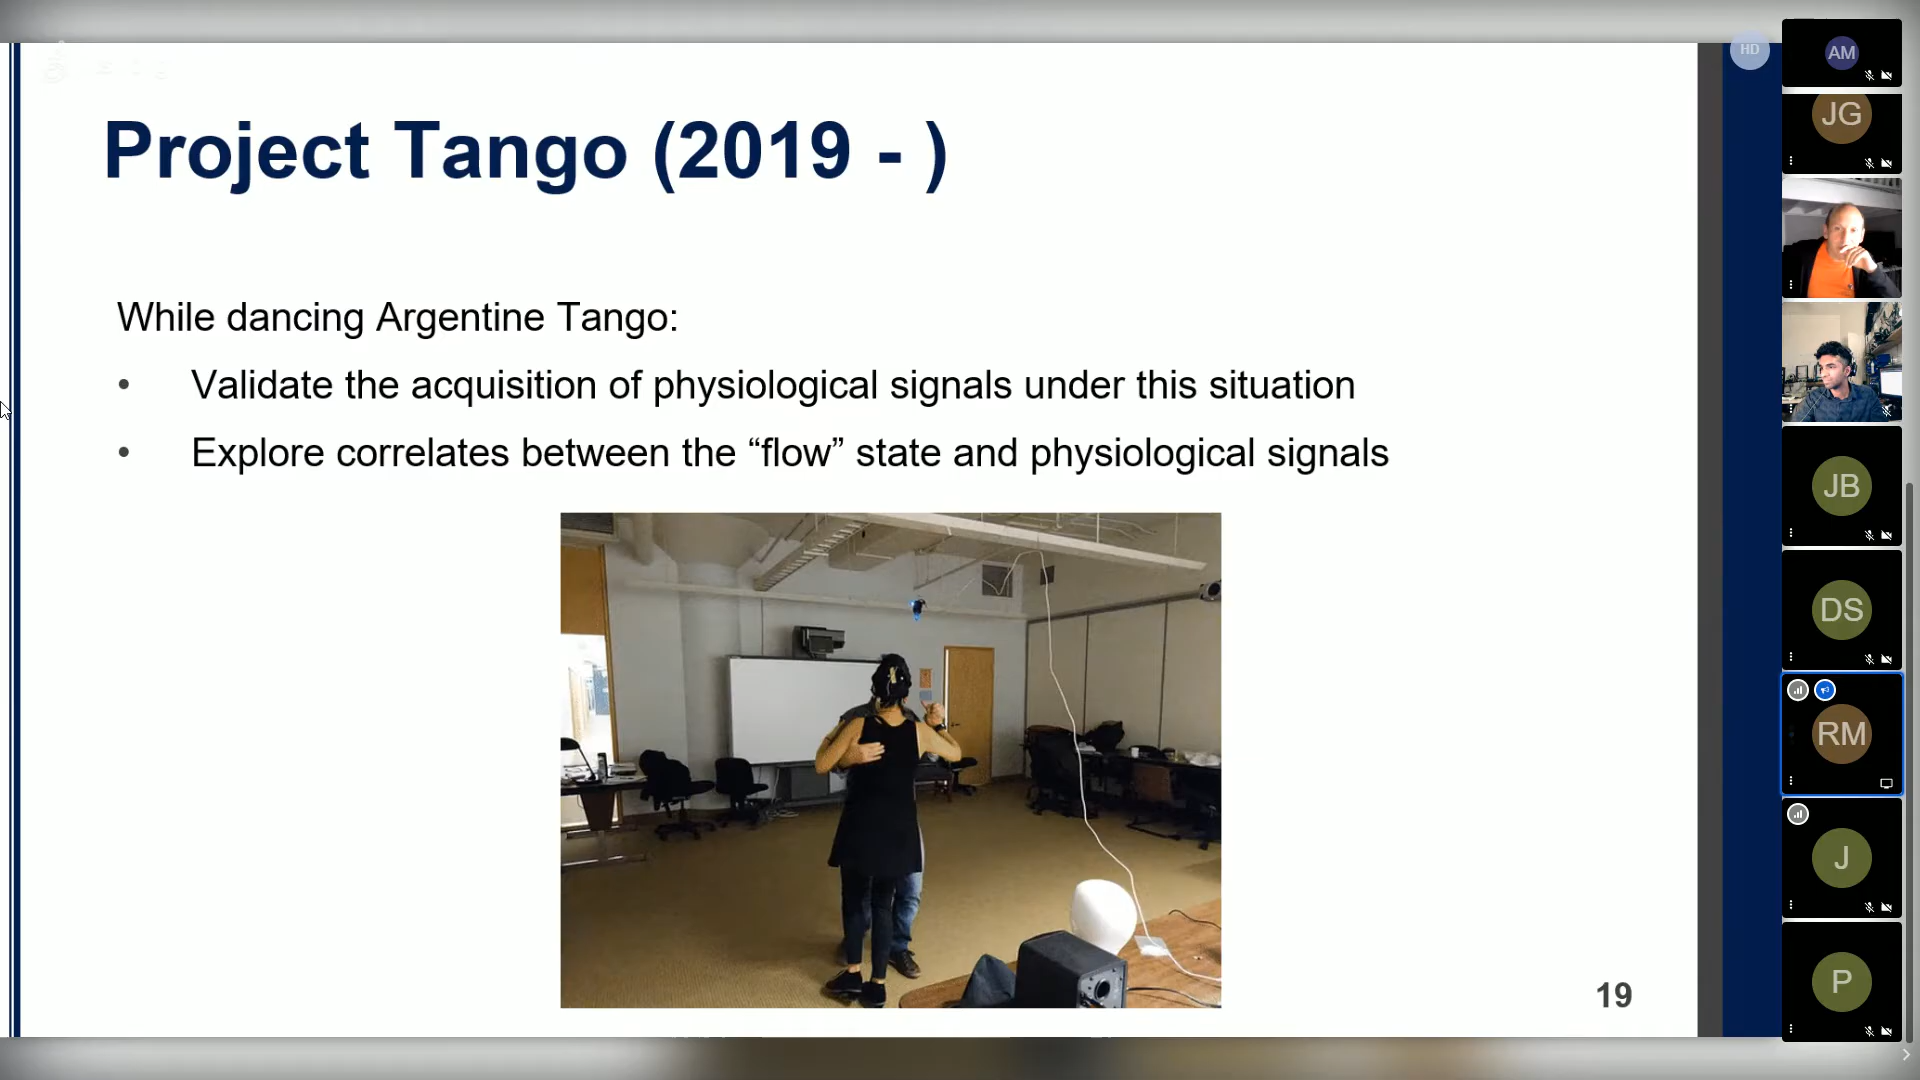 Project Tango (2019 - )
While dancing Argentine Tango:
• Validate the acquisition of physiological signals under this situation
• Explore correlates between the “flow” state and physiological signals
19
HD
AM
JG
JB
DS
RM
J
P